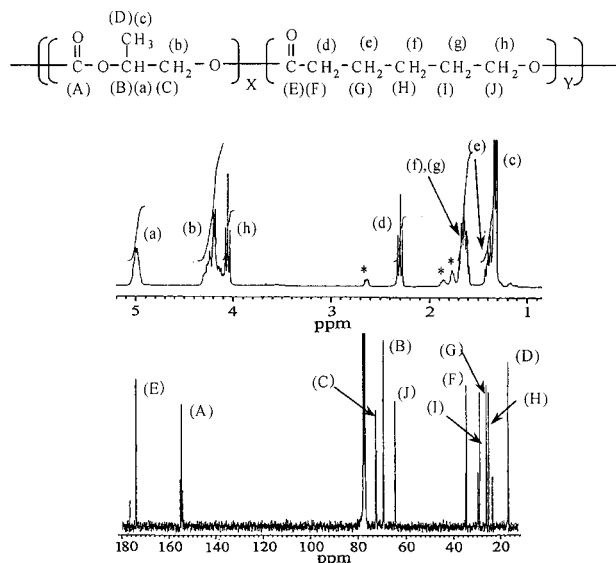 (D)(c)
O CH3 (b) O (d) (e) (f) (g) (h)
C-O-CH-CH2-O X C-CH2-CH2-CH2-CH2-CH2-O Y
(A) (B)(a) (C) (E)(F) (G) (H) (I) (J)
(e) (c)
(f),(g)
(a) (b) (h) (d)
* * *
5 4 3 2 1
ppm
(E) (A) (C) (B) (J) (F) (G) (I) (H) (D)
180 160 140 120 100 80 60 40 20
ppm